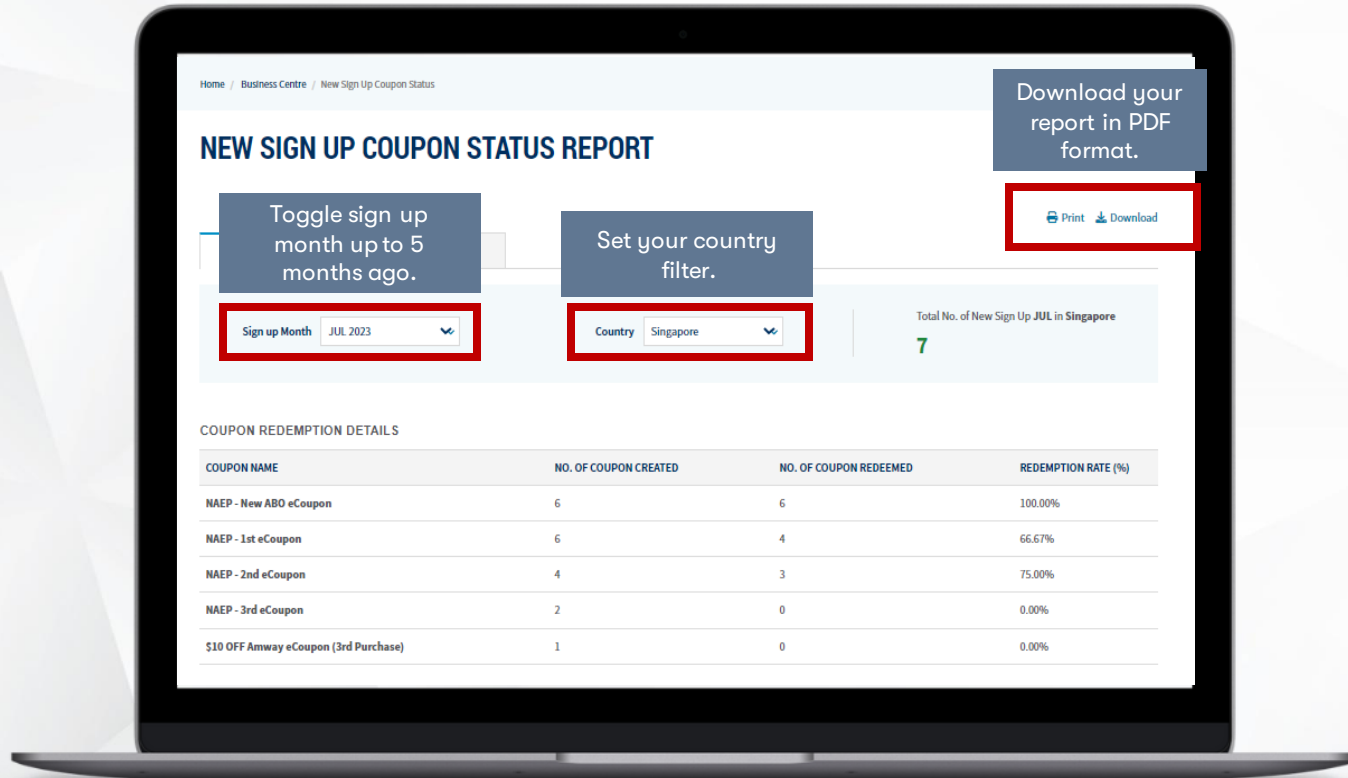 Home / Business Centre / New Sign Up Coupon Status
Download your
report in PDF
format.
NEW SIGN UP COUPON STATUS REPORT
Toggle sign up
month up to 5
months ago.
Set your country
filter.
Print Download
Sign up Month JUL 2023
Country Singapore
Total No. of New Sign Up JUL in Singapore
7
COUPON REDEMPTION DETAILS
COUPON NAME NO. OF COUPON CREATED NO. OF COUPON REDEEMED REDEMPTION RATE (%)
NAEP - New ABO eCoupon 6 6 100.00%
NAEP - 1st eCoupon 6 4 66.67%
NAEP - 2nd eCoupon 4 3 75.00%
NAEP - 3rd eCoupon 2 0 0.00%
$10 OFF Amway eCoupon (3rd Purchase) 1 0 0.00%